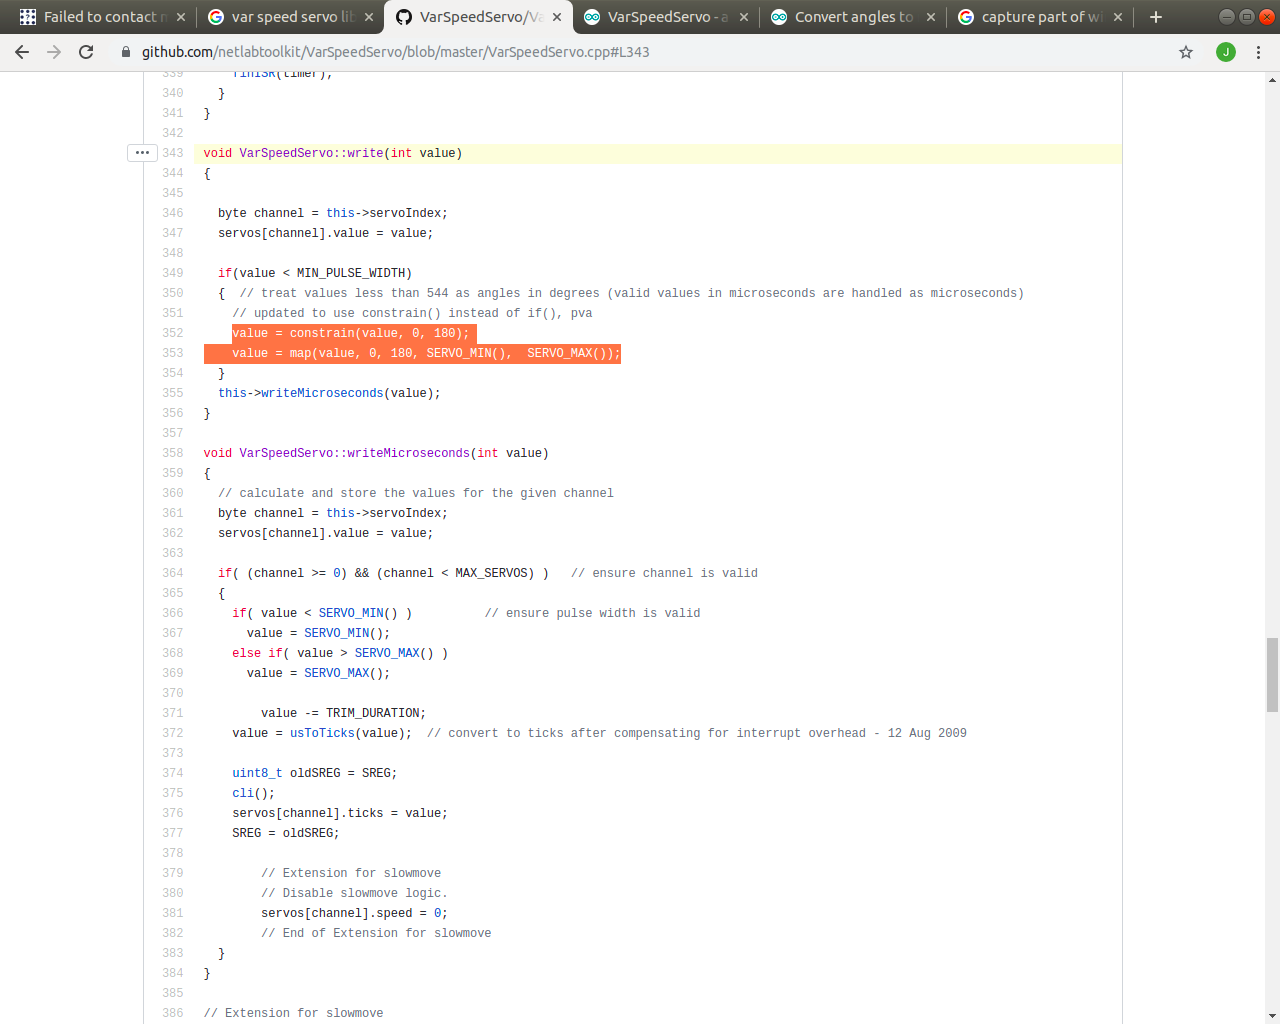 Failed to contact m
var speed servo lib
VarSpeedServo/Va
VarSpeedServo - a
Convert angles to
capture part of wi
github.com/netlabtoolkit/VarSpeedServo/blob/master/VarSpeedServo.cpp#L343
J
339 finISR(timer);
340 }
341 }
342
343 void VarSpeedServo::write(int value)
344 {
345
346 byte channel = this->servoIndex;
347 servos[channel].value = value;
348
349 if(value < MIN_PULSE_WIDTH)
350 { // treat values less than 544 as angles in degrees (valid values in microseconds are handled as microseconds)
351 // updated to use constrain() instead of if(), pva
352 value = constrain(value, 0, 180);
353 value = map(value, 0, 180, SERVO_MIN(), SERVO_MAX());
354 }
355 this->writeMicroseconds(value);
356 }
357
358 void VarSpeedServo::writeMicroseconds(int value)
359 {
360 // calculate and store the values for the given channel
361 byte channel = this->servoIndex;
362 servos[channel].value = value;
363
364 if( (channel >= 0) && (channel < MAX_SERVOS) ) // ensure channel is valid
365 {
366 if( value < SERVO_MIN() ) // ensure pulse width is valid
367 value = SERVO_MIN();
368 else if( value > SERVO_MAX() )
369 value = SERVO_MAX();
370
371 value -= TRIM_DURATION;
372 value = usToTicks(value); // convert to ticks after compensating for interrupt overhead - 12 Aug 2009
373
374 uint8_t oldSREG = SREG;
375 cli();
376 servos[channel].ticks = value;
377 SREG = oldSREG;
378
379 // Extension for slowmove
380 // Disable slowmove logic.
381 servos[channel].speed = 0;
382 // End of Extension for slowmove
383 }
384 }
385
386 // Extension for slowmove